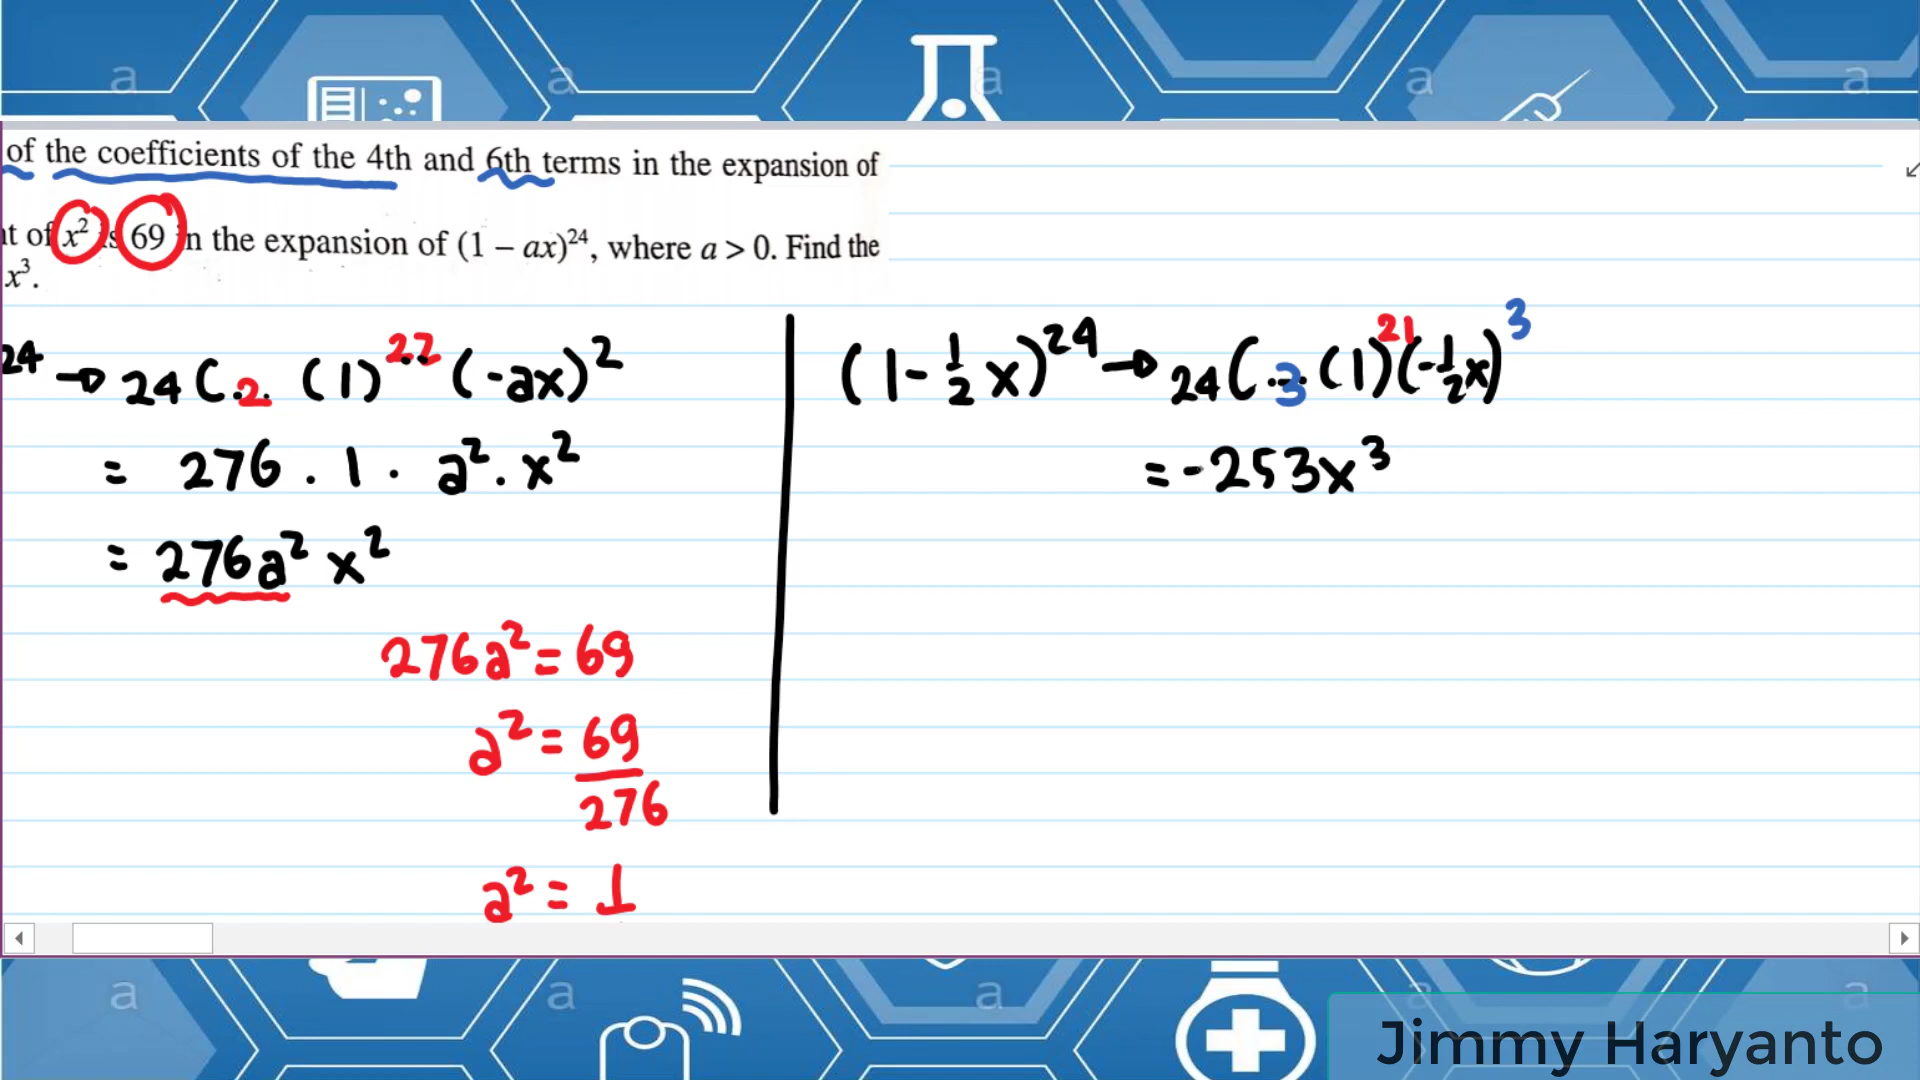 of the coefficients of the 4th and 6th terms in the expansion of
t of x² is 69 in the expansion of (1 – ax)²⁴, where a > 0. Find the
x³.
24 → 24C2 (1)²² (-ax)²
= 276 . 1 . a² . x²
= 276a² x²
276a² = 69
a² = 69/276
a² = 1
(1 - 1/2 x)²⁴ → 24C3 (1)²¹ (-1/2x)³
= -253x³
Jimmy Haryanto
a
a
a
a
a
a
a
a
a
a